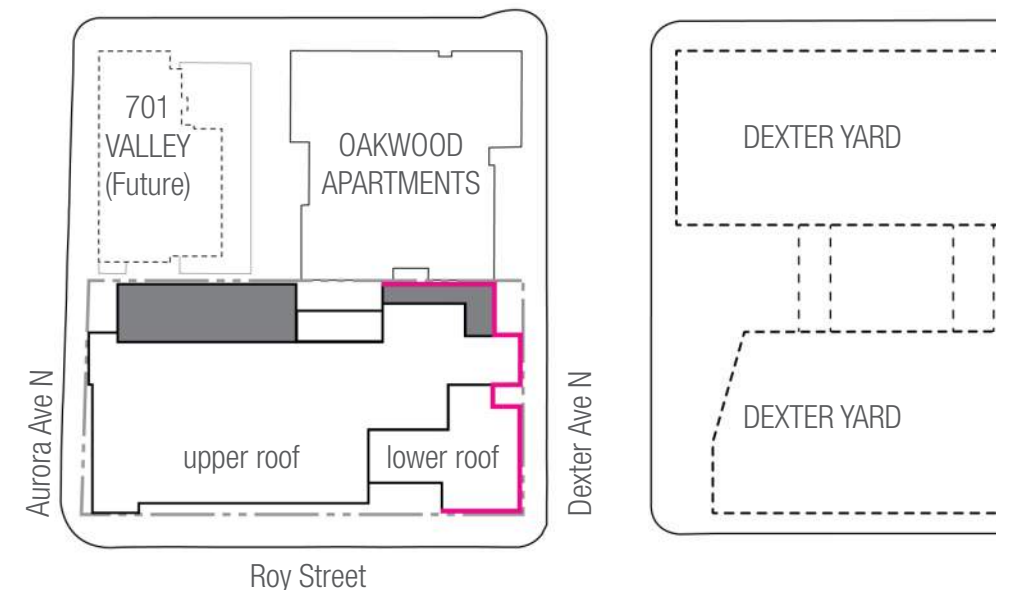 701
VALLEY
(Future)
OAKWOOD
APARTMENTS
DEXTER YARD
Aurora Ave N
upper roof
lower roof
Dexter Ave N
DEXTER YARD
Roy Street